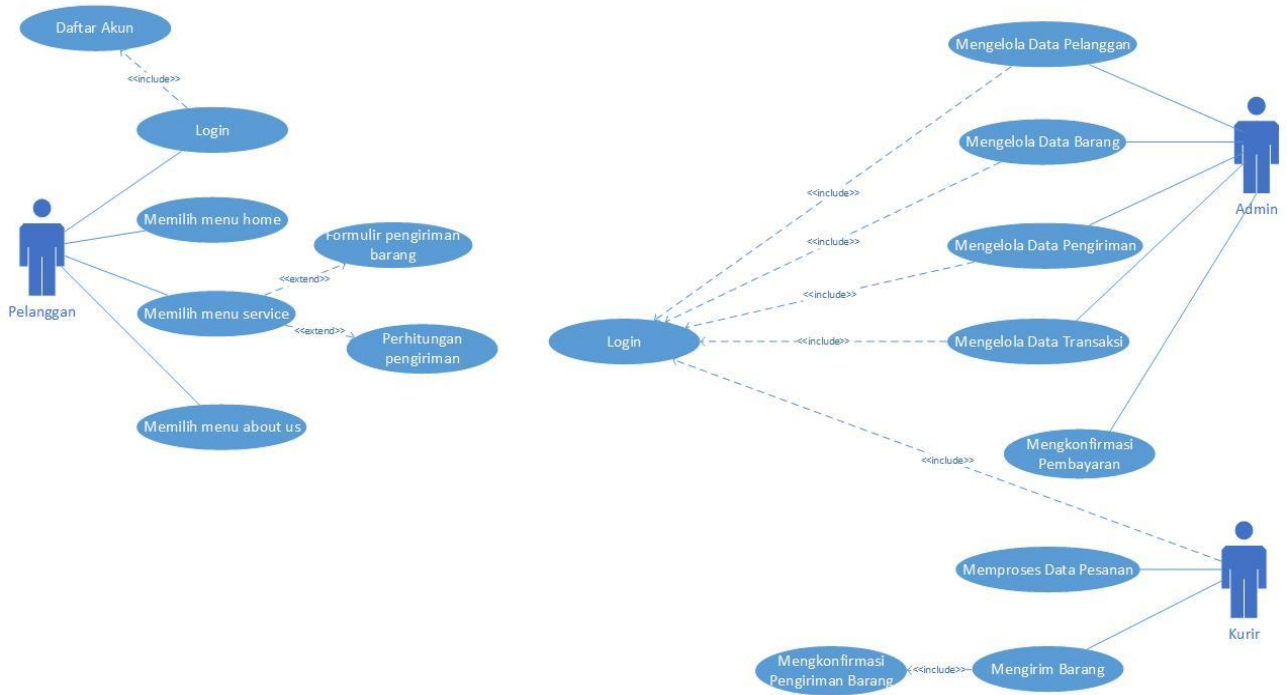 Daftar Akun
<<include>>
Login
Memilih menu home
Formulir pengiriman
barang
<<extend>>
Pelanggan
Memilih menu service
<<extend>>
Perhitungan
pengiriman
Memilih menu about us
Mengelola Data Pelanggan
Mengelola Data Barang
<<include>>
Admin
<<include>>
Mengelola Data Pengiriman
<<include>>
Login
<<include>>
Mengelola Data Transaksi
Mengkonfirmasi
Pembayaran
<<include>>
Memproses Data Pesanan
Kurir
Mengkonfirmasi
Pengiriman Barang
<<include>>
Mengirim Barang